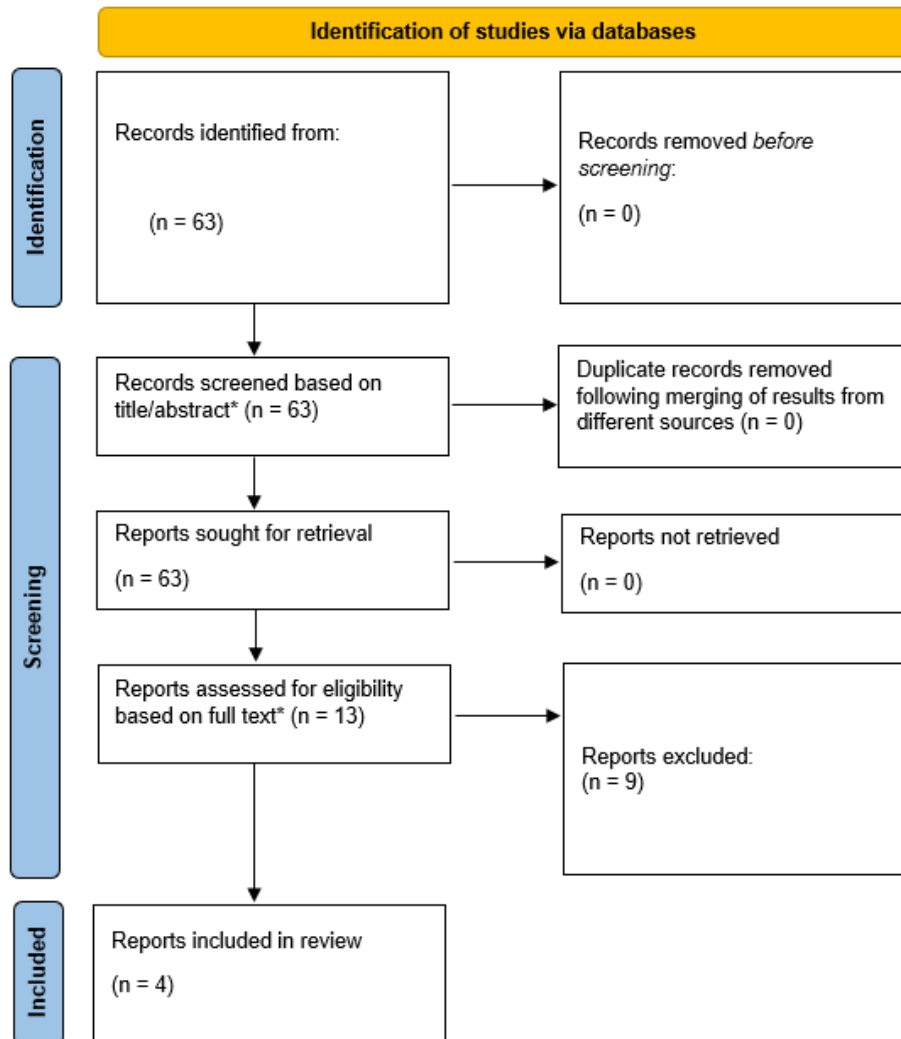 Identification of studies via databases
Identification
Records identified from:
(n = 63)
Records removed before
screening:
(n = 0)
Screening
Records screened based on
title/abstract* (n = 63)
Duplicate records removed
following merging of results from
different sources (n = 0)
Reports sought for retrieval
(n = 63)
Reports not retrieved
(n = 0)
Reports assessed for eligibility
based on full text* (n = 13)
Reports excluded:
(n = 9)
Included
Reports included in review
(n = 4)